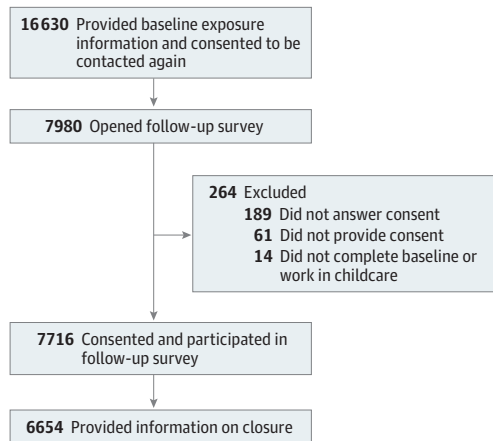 16 630 Provided baseline exposure
information and consented to be
contacted again
7980 Opened follow-up survey
264 Excluded
189 Did not answer consent
61 Did not provide consent
14 Did not complete baseline or
work in childcare
7716 Consented and participated in
follow-up survey
6654 Provided information on closure